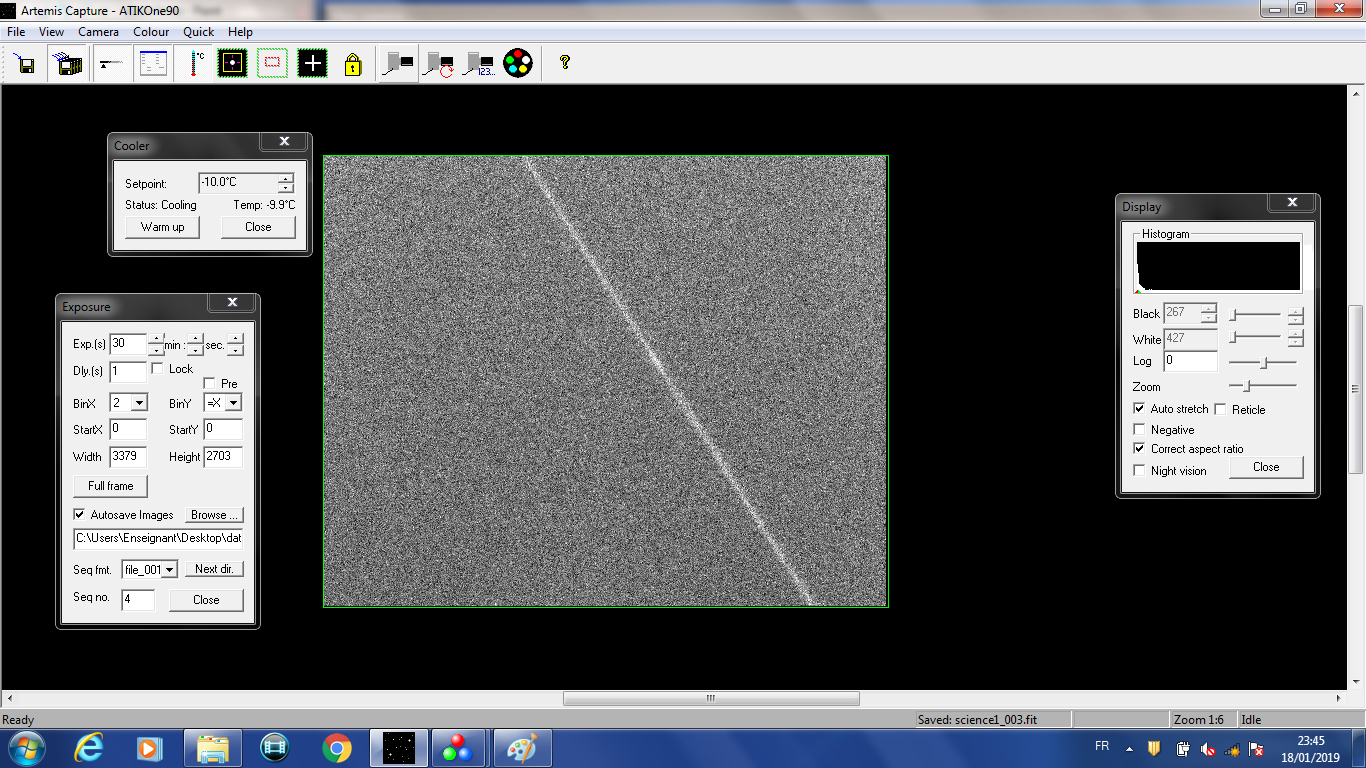 Artemis Capture - ATIKOne90
File View Camera Colour Quick Help
°C
123...
?
Cooler
Setpoint: -10.0°C
Status: Cooling Temp: -9.9°C
Warm up Close
Exposure
Exp.(s) 30 min : sec.
Dly.(s) 1 Lock
Pre
BinX 2 BinY =X
StartX 0 StartY 0
Width 3379 Height 2703
Full frame
Autosave Images Browse ...
C:\Users\Enseignant\Desktop\dat
Seq fmt. file_001 Next dir.
Seq no. 4 Close
Display
Histogram
Black 267
White 427
Log 0
Zoom
Auto stretch Reticle
Negative
Correct aspect ratio
Night vision Close
Ready Saved: science1_003.fit Zoom 1:6 Idle
FR 23:45
18/01/2019